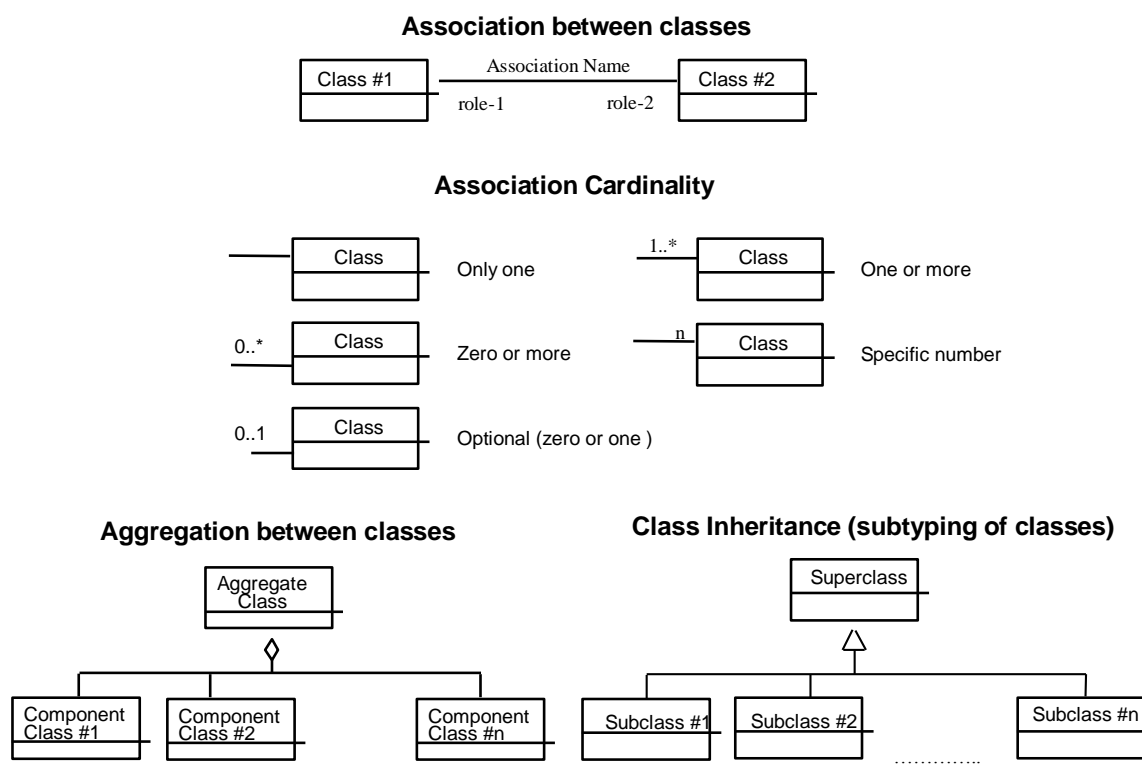 Association between classes
Class #1
Association Name
Class #2
role-1
role-2
Association Cardinality
Class
Only one
1..*
Class
One or more
0..*
Class
Zero or more
n
Class
Specific number
0..1
Class
Optional (zero or one )
Aggregation between classes
Class Inheritance (subtyping of classes)
Aggregate
Class
Superclass
Component
Class #1
Component
Class #2
Component
Class #n
Subclass #1
Subclass #2
…………..
Subclass #n